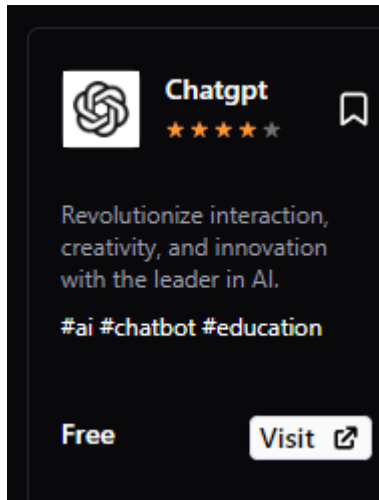 Chatgpt
Revolutionize interaction,
creativity, and innovation
with the leader in AI.
#ai #chatbot #education
Free
Visit